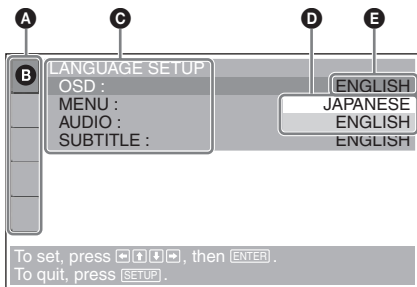 A C D E
B
LANGUAGE SETUP
OSD : ENGLISH
MENU : JAPANESE
AUDIO : ENGLISH
SUBTITLE : ENGLISH
To set, press ←↑↓→, then ENTER.
To quit, press SETUP.